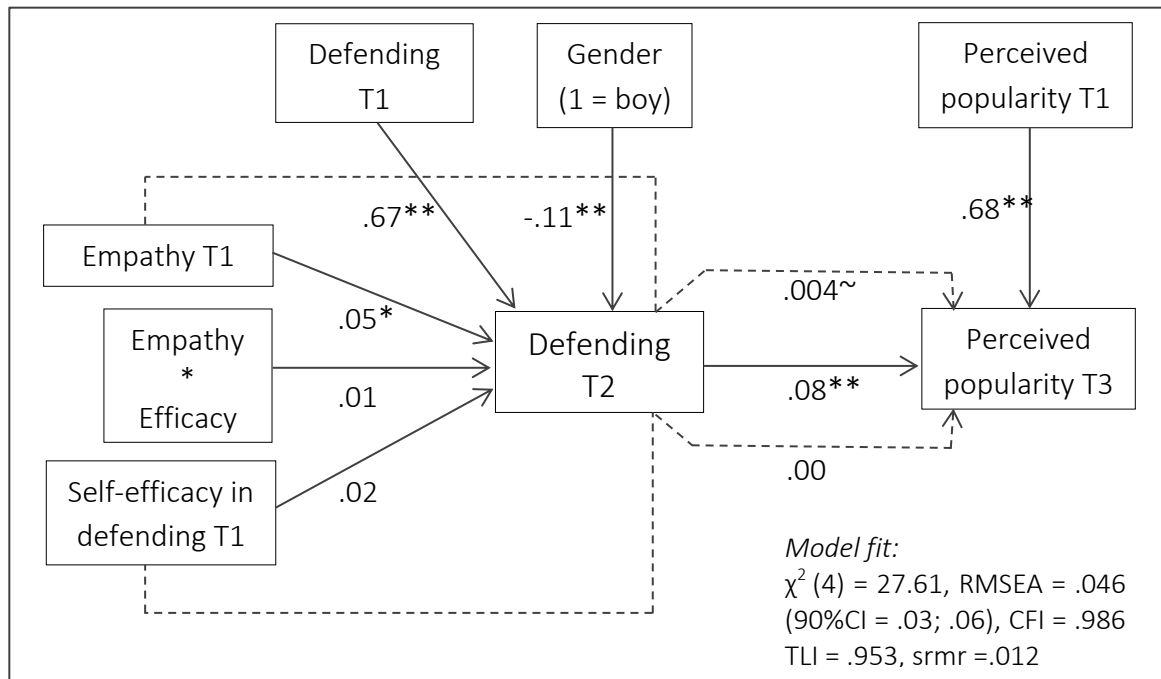 Defending
T1
Gender
(1 = boy)
Perceived
popularity T1
.67**
-.11**
.68**
Empathy T1
.05*
.004~
Empathy
*
Efficacy
.01
Defending
T2
.08**
Perceived
popularity T3
.00
Self-efficacy in
defending T1
.02
Model fit:
χ² (4) = 27.61, RMSEA = .046
(90%CI = .03; .06), CFI = .986
TLI = .953, srmr =.012